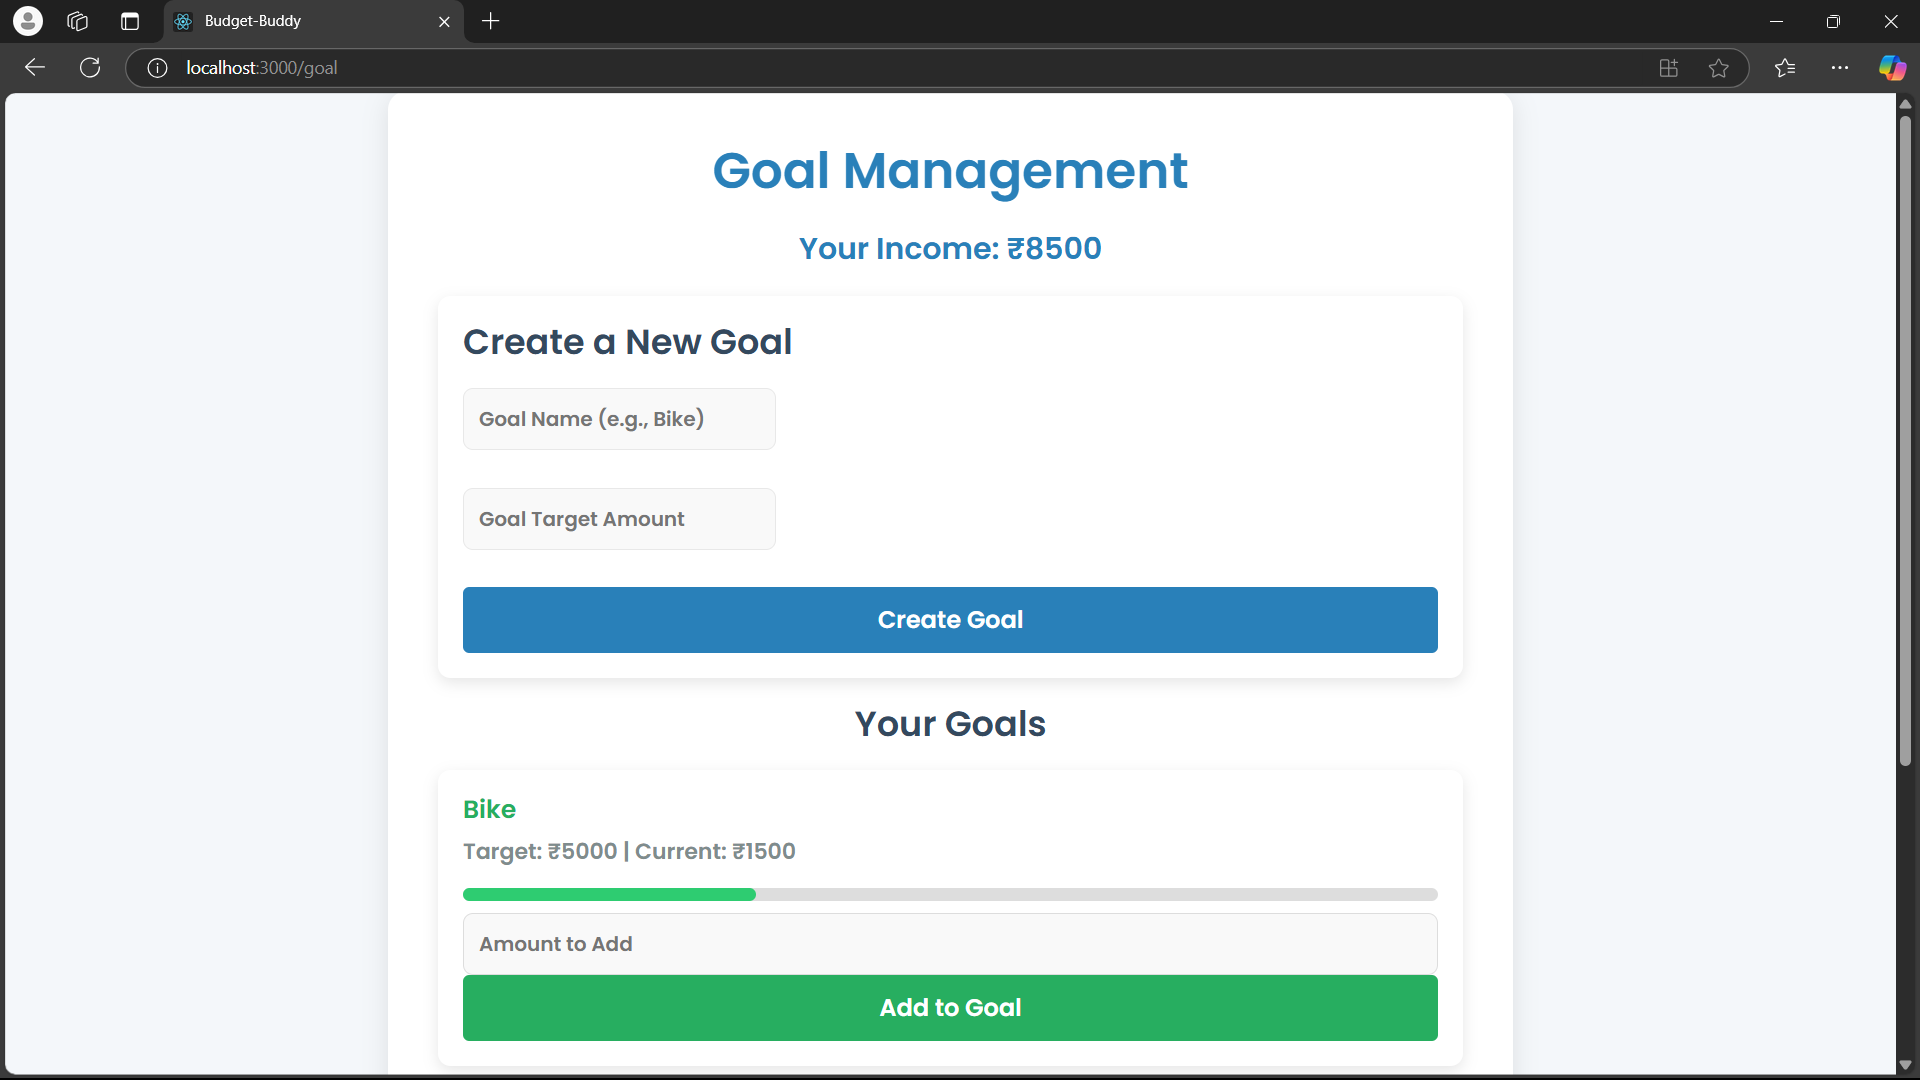 Budget-Buddy
localhost:3000/goal
Goal Management
Your Income: ₹8500
Create a New Goal
Goal Name (e.g., Bike)
Goal Target Amount
Create Goal
Your Goals
Bike
Target: ₹5000 | Current: ₹1500
Amount to Add
Add to Goal